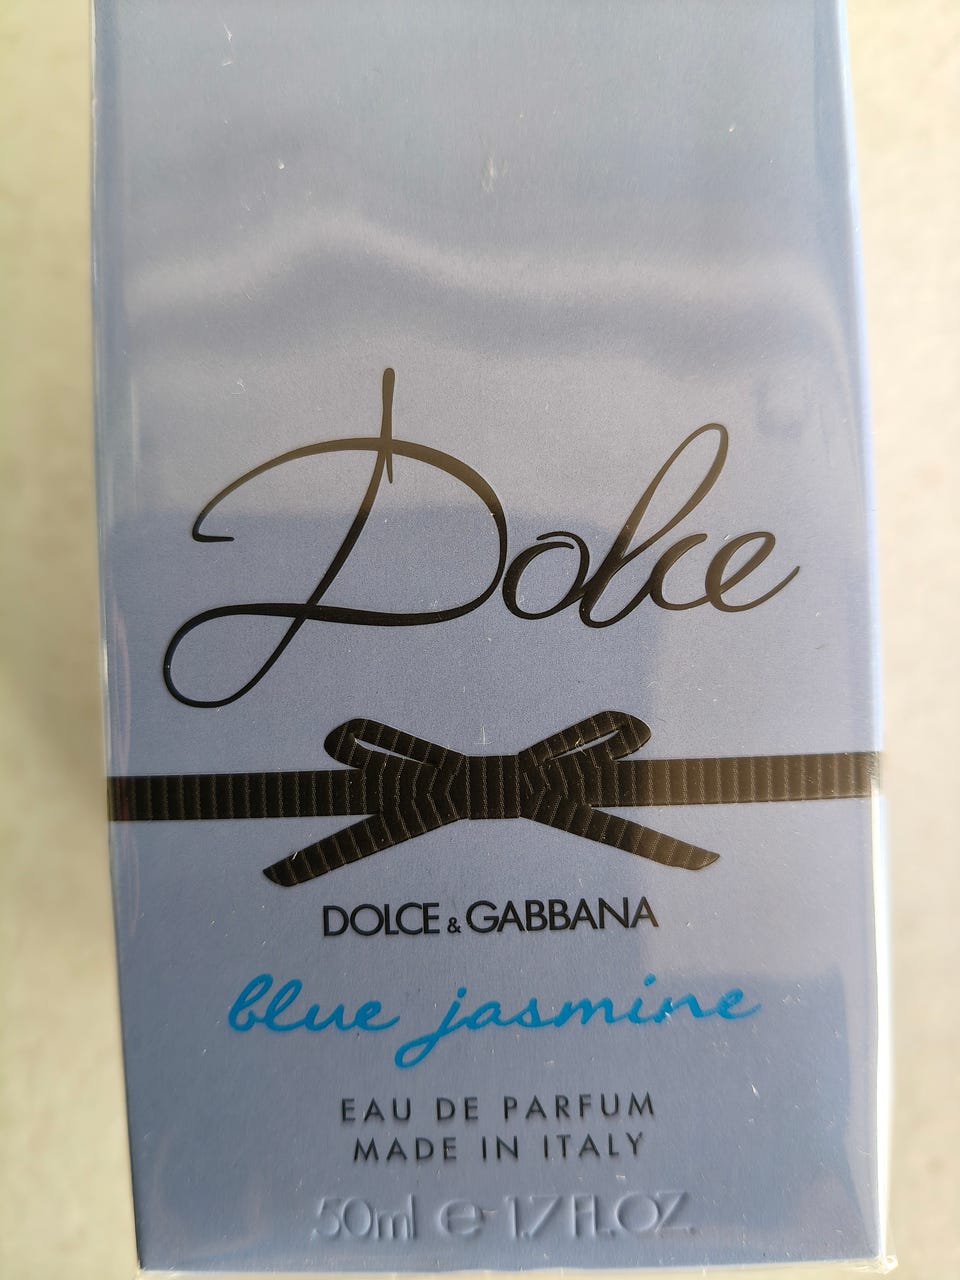 Dolce
DOLCE & GABBANA
blue jasmine
EAU DE PARFUM
MADE IN ITALY
50ml e 1.7 FL.OZ.